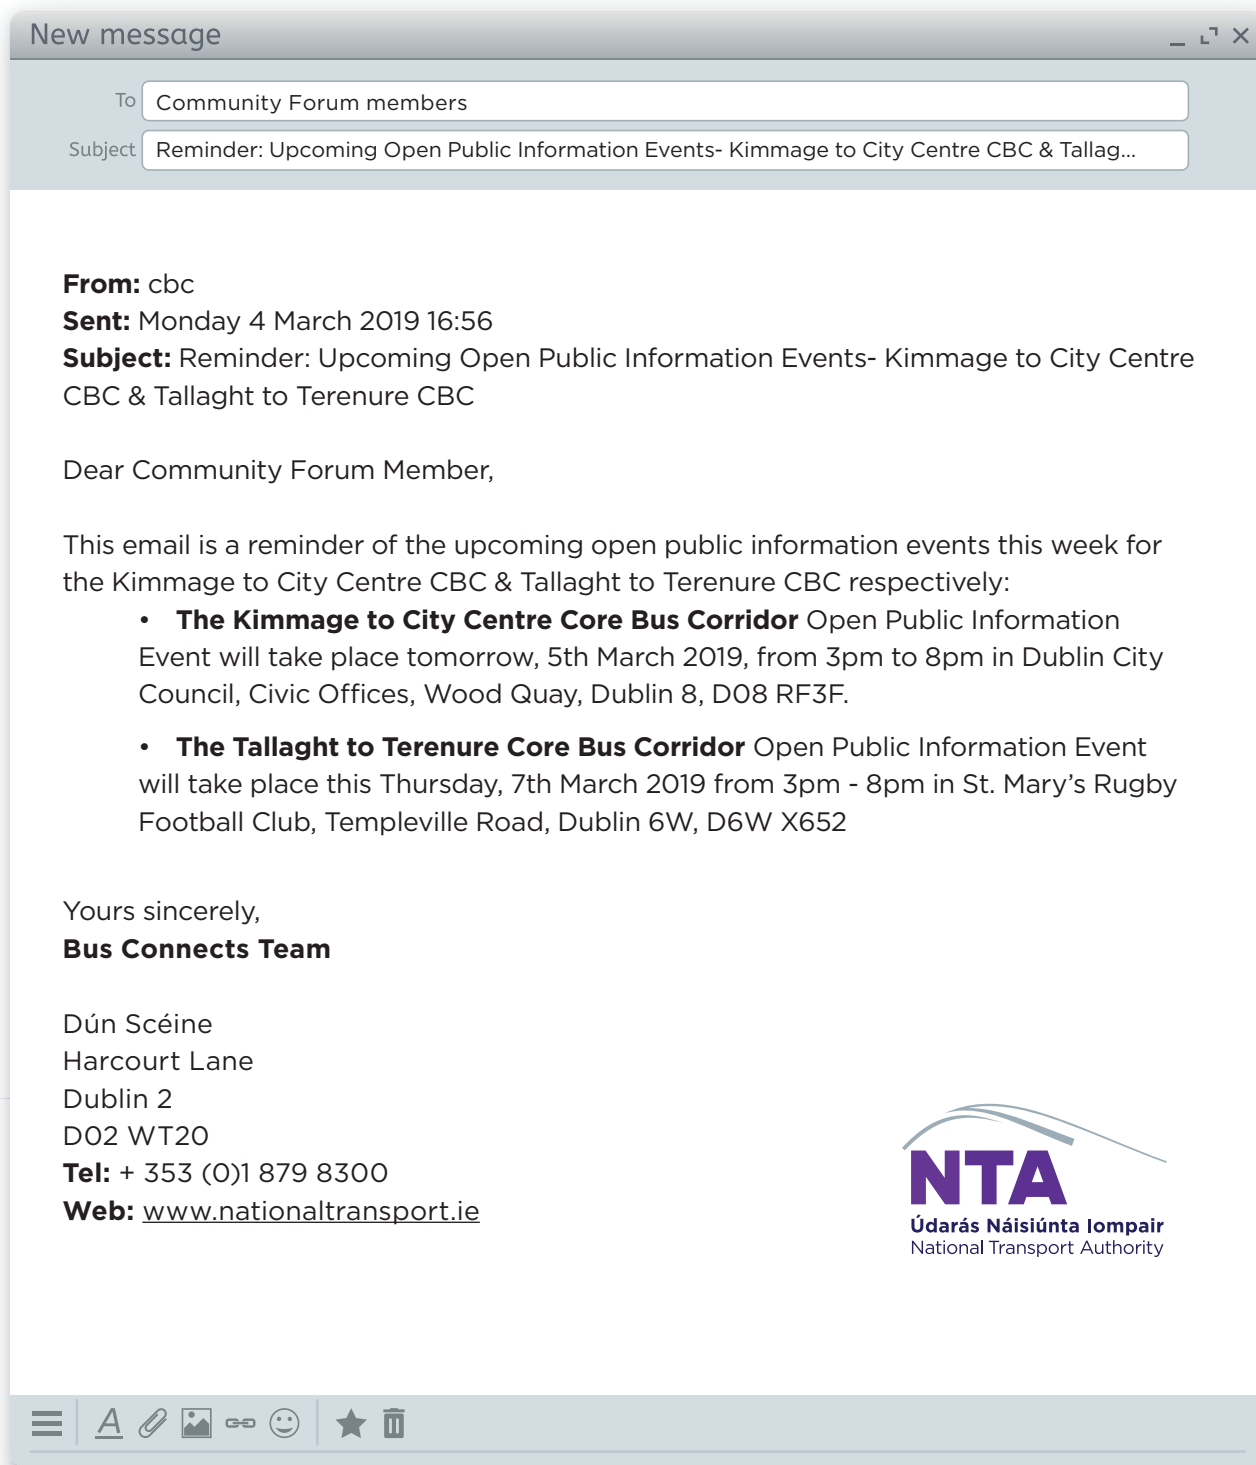 New message
To Community Forum members
Subject Reminder: Upcoming Open Public Information Events- Kimmage to City Centre CBC & Tallag...
From: cbc
Sent: Monday 4 March 2019 16:56
Subject: Reminder: Upcoming Open Public Information Events- Kimmage to City Centre
CBC & Tallaght to Terenure CBC
Dear Community Forum Member,
This email is a reminder of the upcoming open public information events this week for
the Kimmage to City Centre CBC & Tallaght to Terenure CBC respectively:
• The Kimmage to City Centre Core Bus Corridor Open Public Information
Event will take place tomorrow, 5th March 2019, from 3pm to 8pm in Dublin City
Council, Civic Offices, Wood Quay, Dublin 8, D08 RF3F.
• The Tallaght to Terenure Core Bus Corridor Open Public Information Event
will take place this Thursday, 7th March 2019 from 3pm - 8pm in St. Mary's Rugby
Football Club, Templeville Road, Dublin 6W, D6W X652
Yours sincerely,
Bus Connects Team
Dún Scéine
Harcourt Lane
Dublin 2
D02 WT20
Tel: + 353 (0)1 879 8300
Web: www.nationaltransport.ie
NTA
Údarás Náisiúnta Iompair
National Transport Authority
A